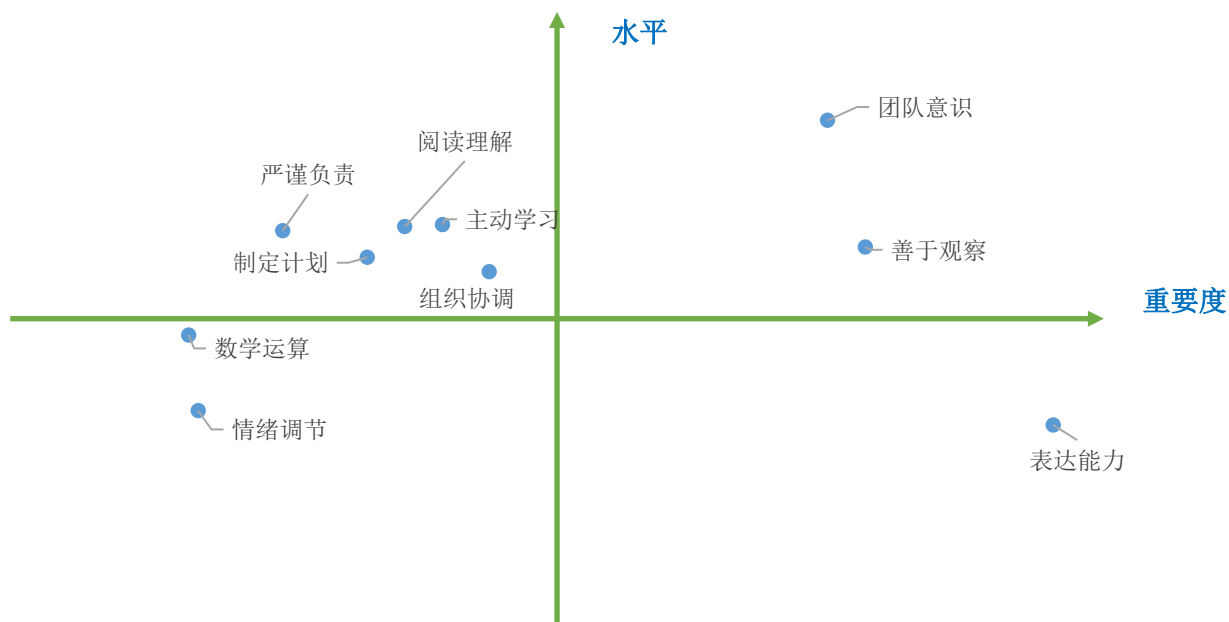 水平
团队意识
阅读理解
严谨负责
主动学习
善于观察
制定计划
组织协调
重要度
数学运算
情绪调节
表达能力